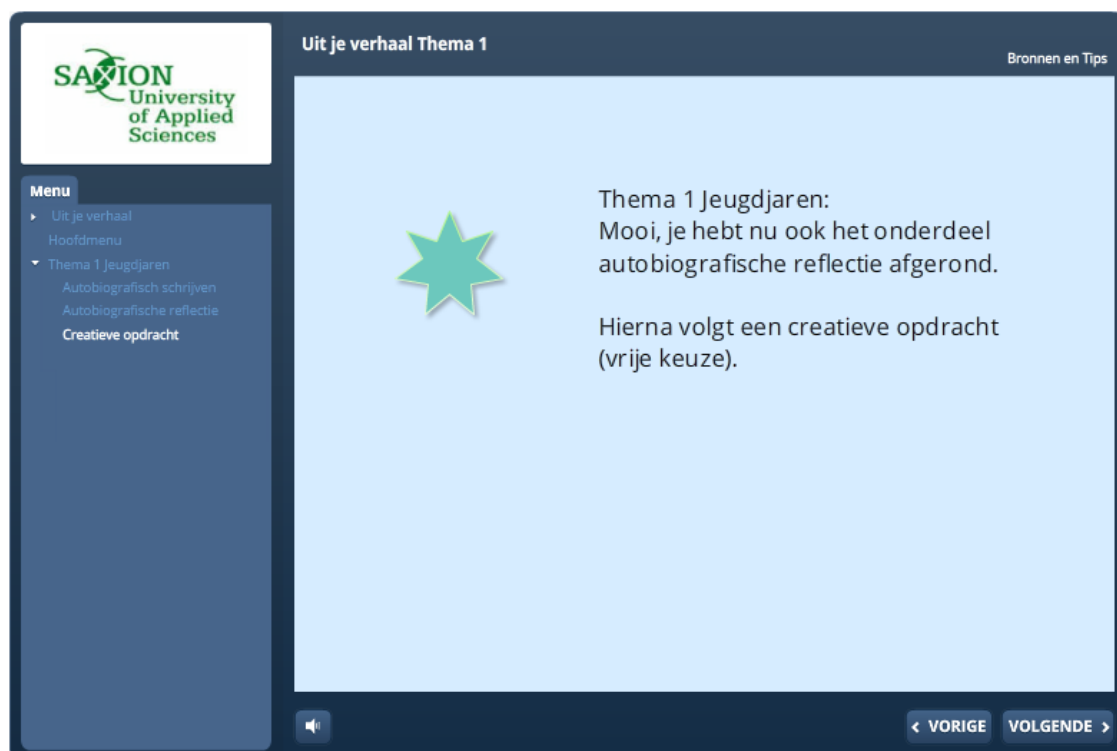 SAXION
University
of Applied
Sciences
Menu
Uit je verhaal
Hoofdmenu
Thema 1 Jeugdjaren
Autobiografisch schrijven
Autobiografische reflectie
Creatieve opdracht
Uit je verhaal Thema 1
Bronnen en Tips
Thema 1 Jeugdjaren:
Mooi, je hebt nu ook het onderdeel
autobiografische reflectie afgerond.
Hierna volgt een creatieve opdracht
(vrije keuze).
VORIGE
VOLGENDE